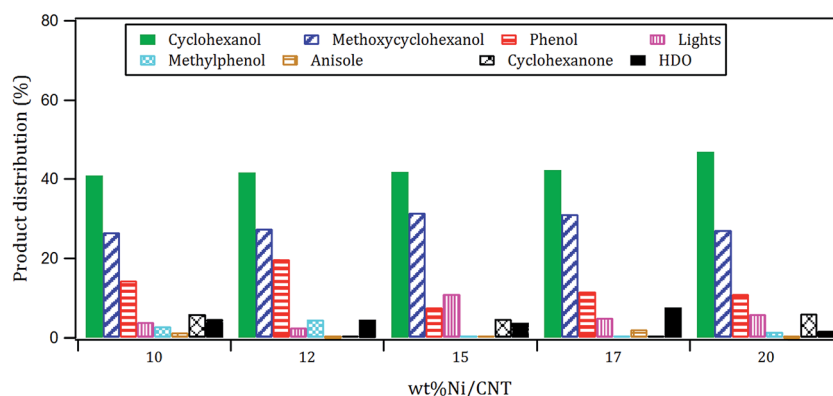 80
60
40
20
0
Product distribution (%)
Cyclohexanol Methoxycyclohexanol Phenol Lights
Methylphenol Anisole Cyclohexanone HDO
10 12 15 17 20
wt%Ni/CNT